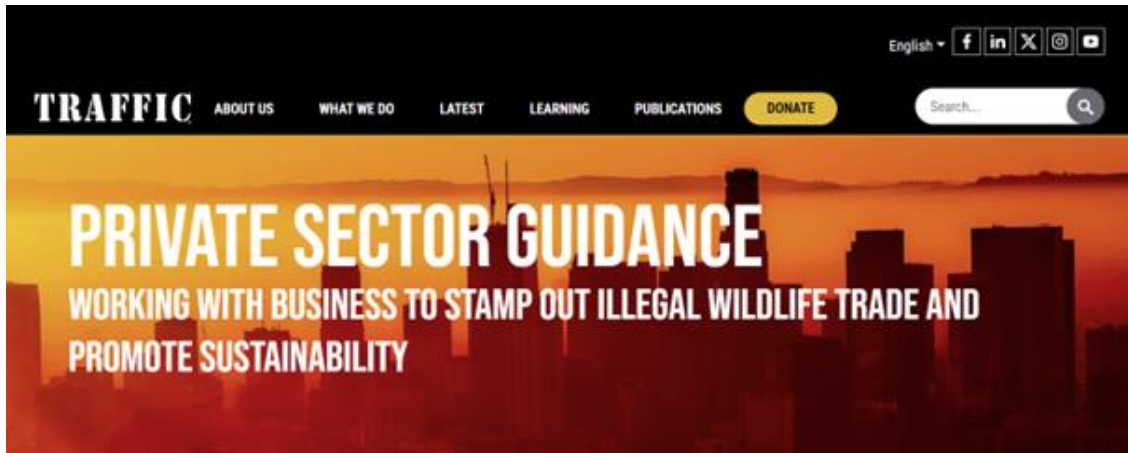 English
TRAFFIC ABOUT US WHAT WE DO LATEST LEARNING PUBLICATIONS DONATE Search...
PRIVATE SECTOR GUIDANCE
WORKING WITH BUSINESS TO STAMP OUT ILLEGAL WILDLIFE TRADE AND
PROMOTE SUSTAINABILITY